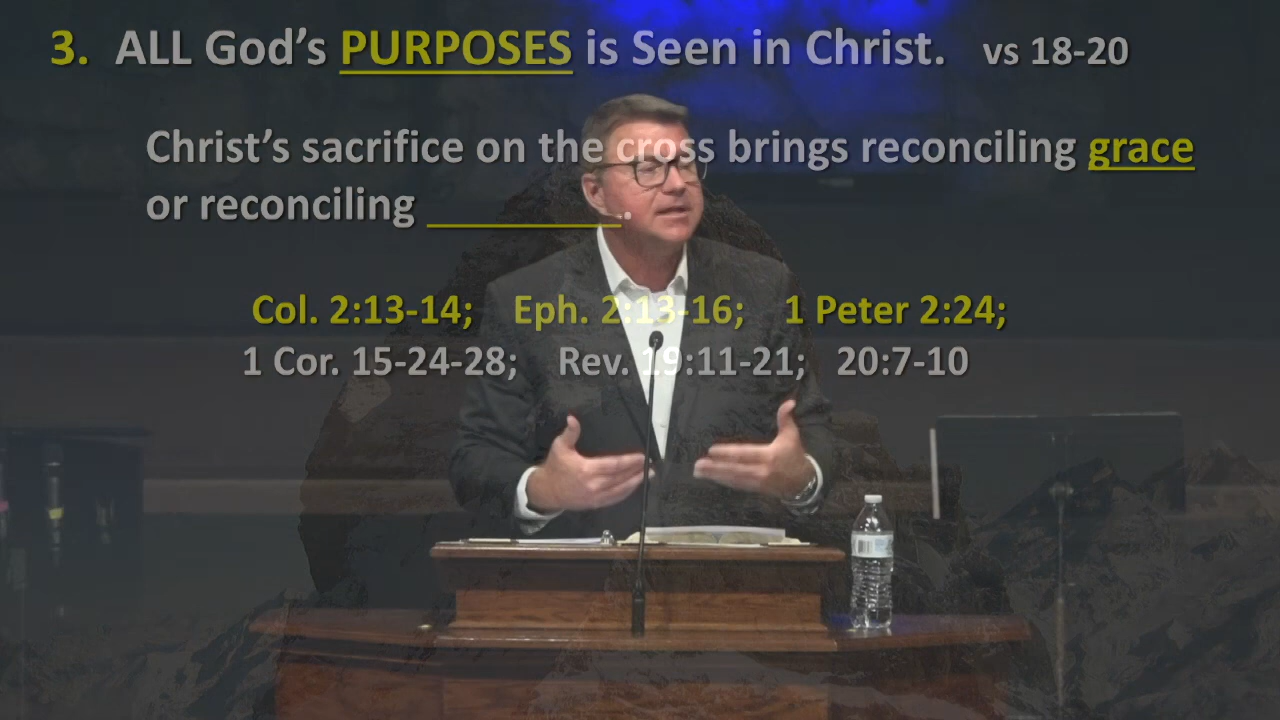 3. ALL God's PURPOSES is Seen in Christ. vs 18-20
Christ's sacrifice on the cross brings reconciling grace
or reconciling _________.
Col. 2:13-14; Eph. 2:13-16; 1 Peter 2:24;
1 Cor. 15-24-28; Rev. 19:11-21; 20:7-10